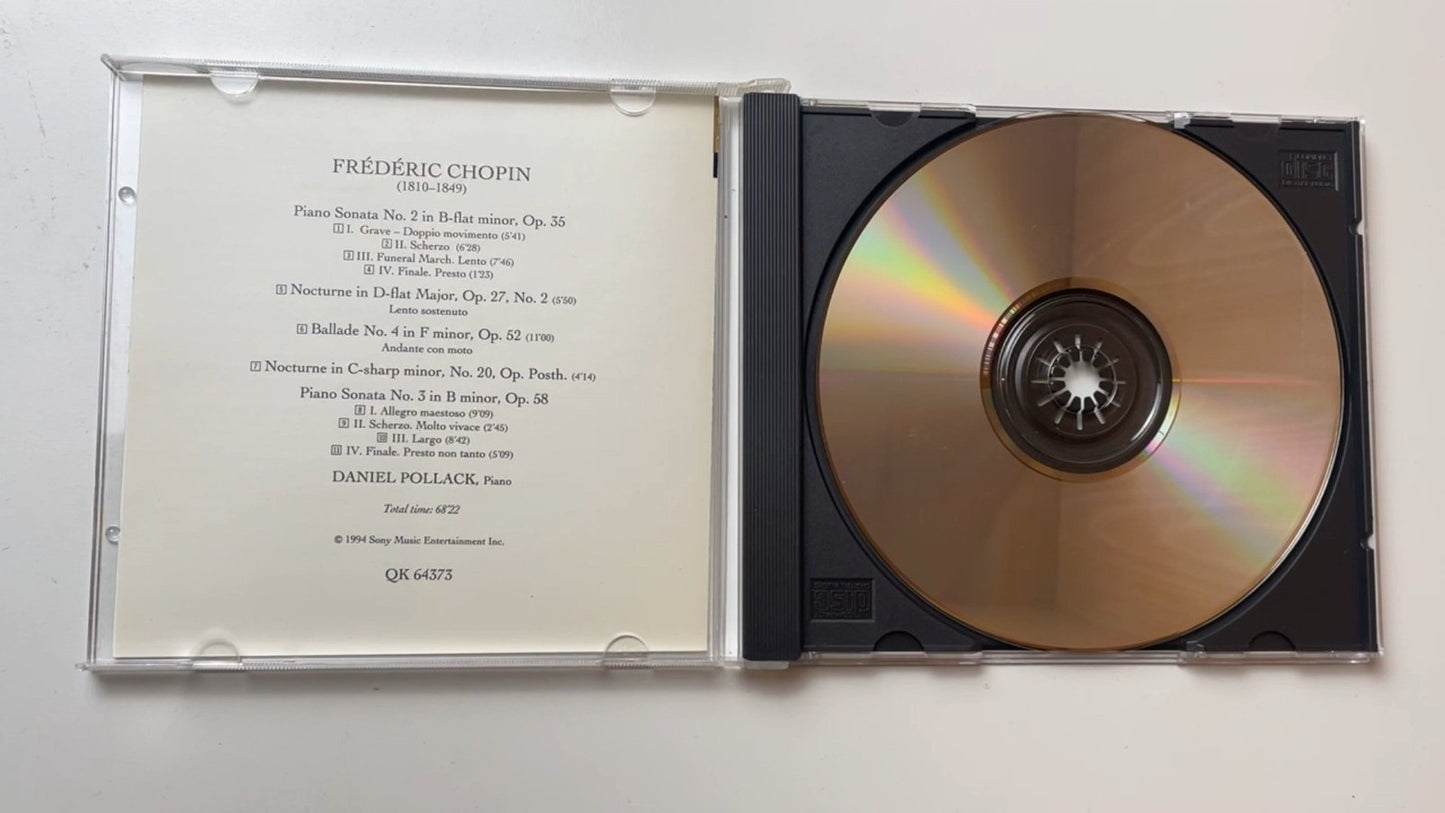 FRÉDÉRIC CHOPIN
(1810–1849)
Piano Sonata No. 2 in B-flat minor, Op. 35
1 I. Grave – Doppio movimento (5'41)
2 II. Scherzo (6'28)
3 III. Funeral March. Lento (7'46)
4 IV. Finale. Presto (1'23)
5 Nocturne in D-flat Major, Op. 27, No. 2 (5'50)
Lento sostenuto
6 Ballade No. 4 in F minor, Op. 52 (11'00)
Andante con moto
7 Nocturne in C-sharp minor, No. 20, Op. Posth. (4'14)
Piano Sonata No. 3 in B minor, Op. 58
8 I. Allegro maestoso (9'09)
9 II. Scherzo. Molto vivace (2'45)
10 III. Largo (8'42)
11 IV. Finale. Presto non tanto (5'09)
DANIEL POLLACK, Piano
Total time: 68'22
© 1994 Sony Music Entertainment Inc.
QK 64373
COMPACT
DISC
DIGITAL AUDIO
DISC